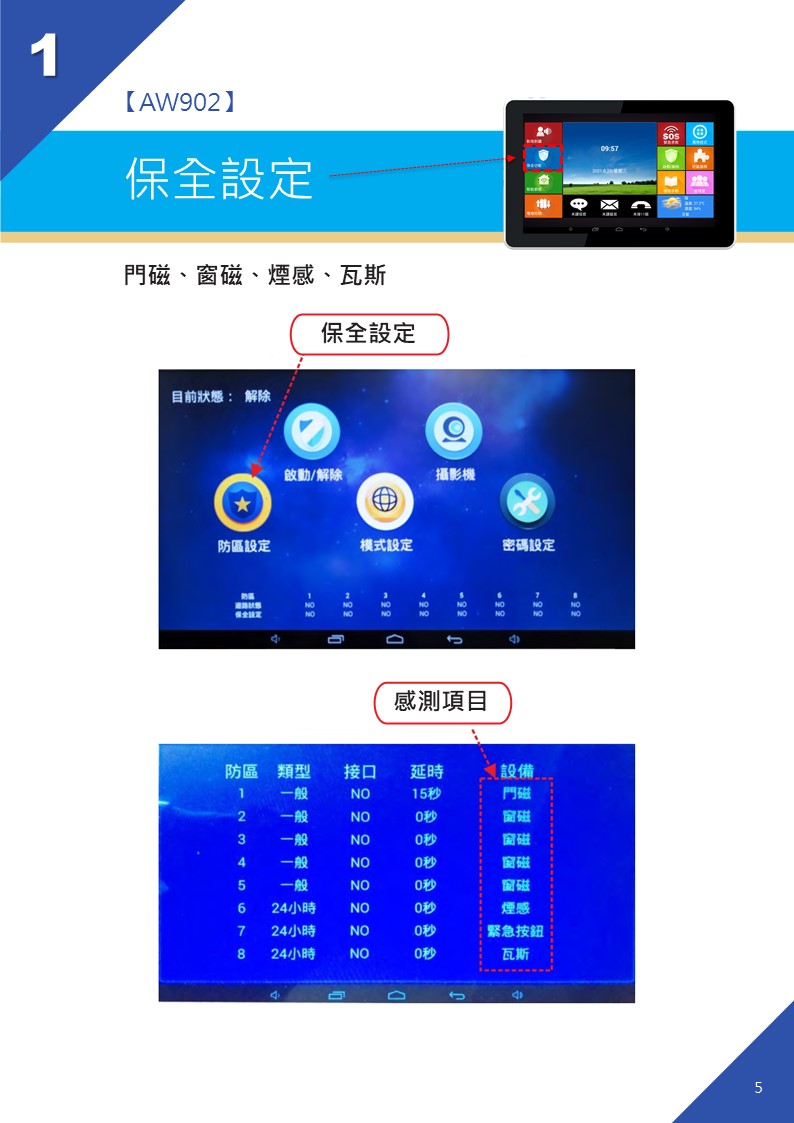 1
【AW902】
保全設定
09:57
SOS
門磁、窗磁、煙感、瓦斯
保全設定
目前狀態： 解除
啟動/解除 攝影機
防區設定 模式設定 密碼設定
防區 1 2 3 4 5 6 7 8
迴路狀態 NO NO NO NO NO NO NO NO
保全設定 NO NO NO NO NO NO NO NO
感測項目
防區 類型 接口 延時 設備
1 一般 NO 15秒 門磁
2 一般 NO 0秒 窗磁
3 一般 NO 0秒 窗磁
4 一般 NO 0秒 窗磁
5 一般 NO 0秒 窗磁
6 24小時 NO 0秒 煙感
7 24小時 NO 0秒 緊急按鈕
8 24小時 NO 0秒 瓦斯
5